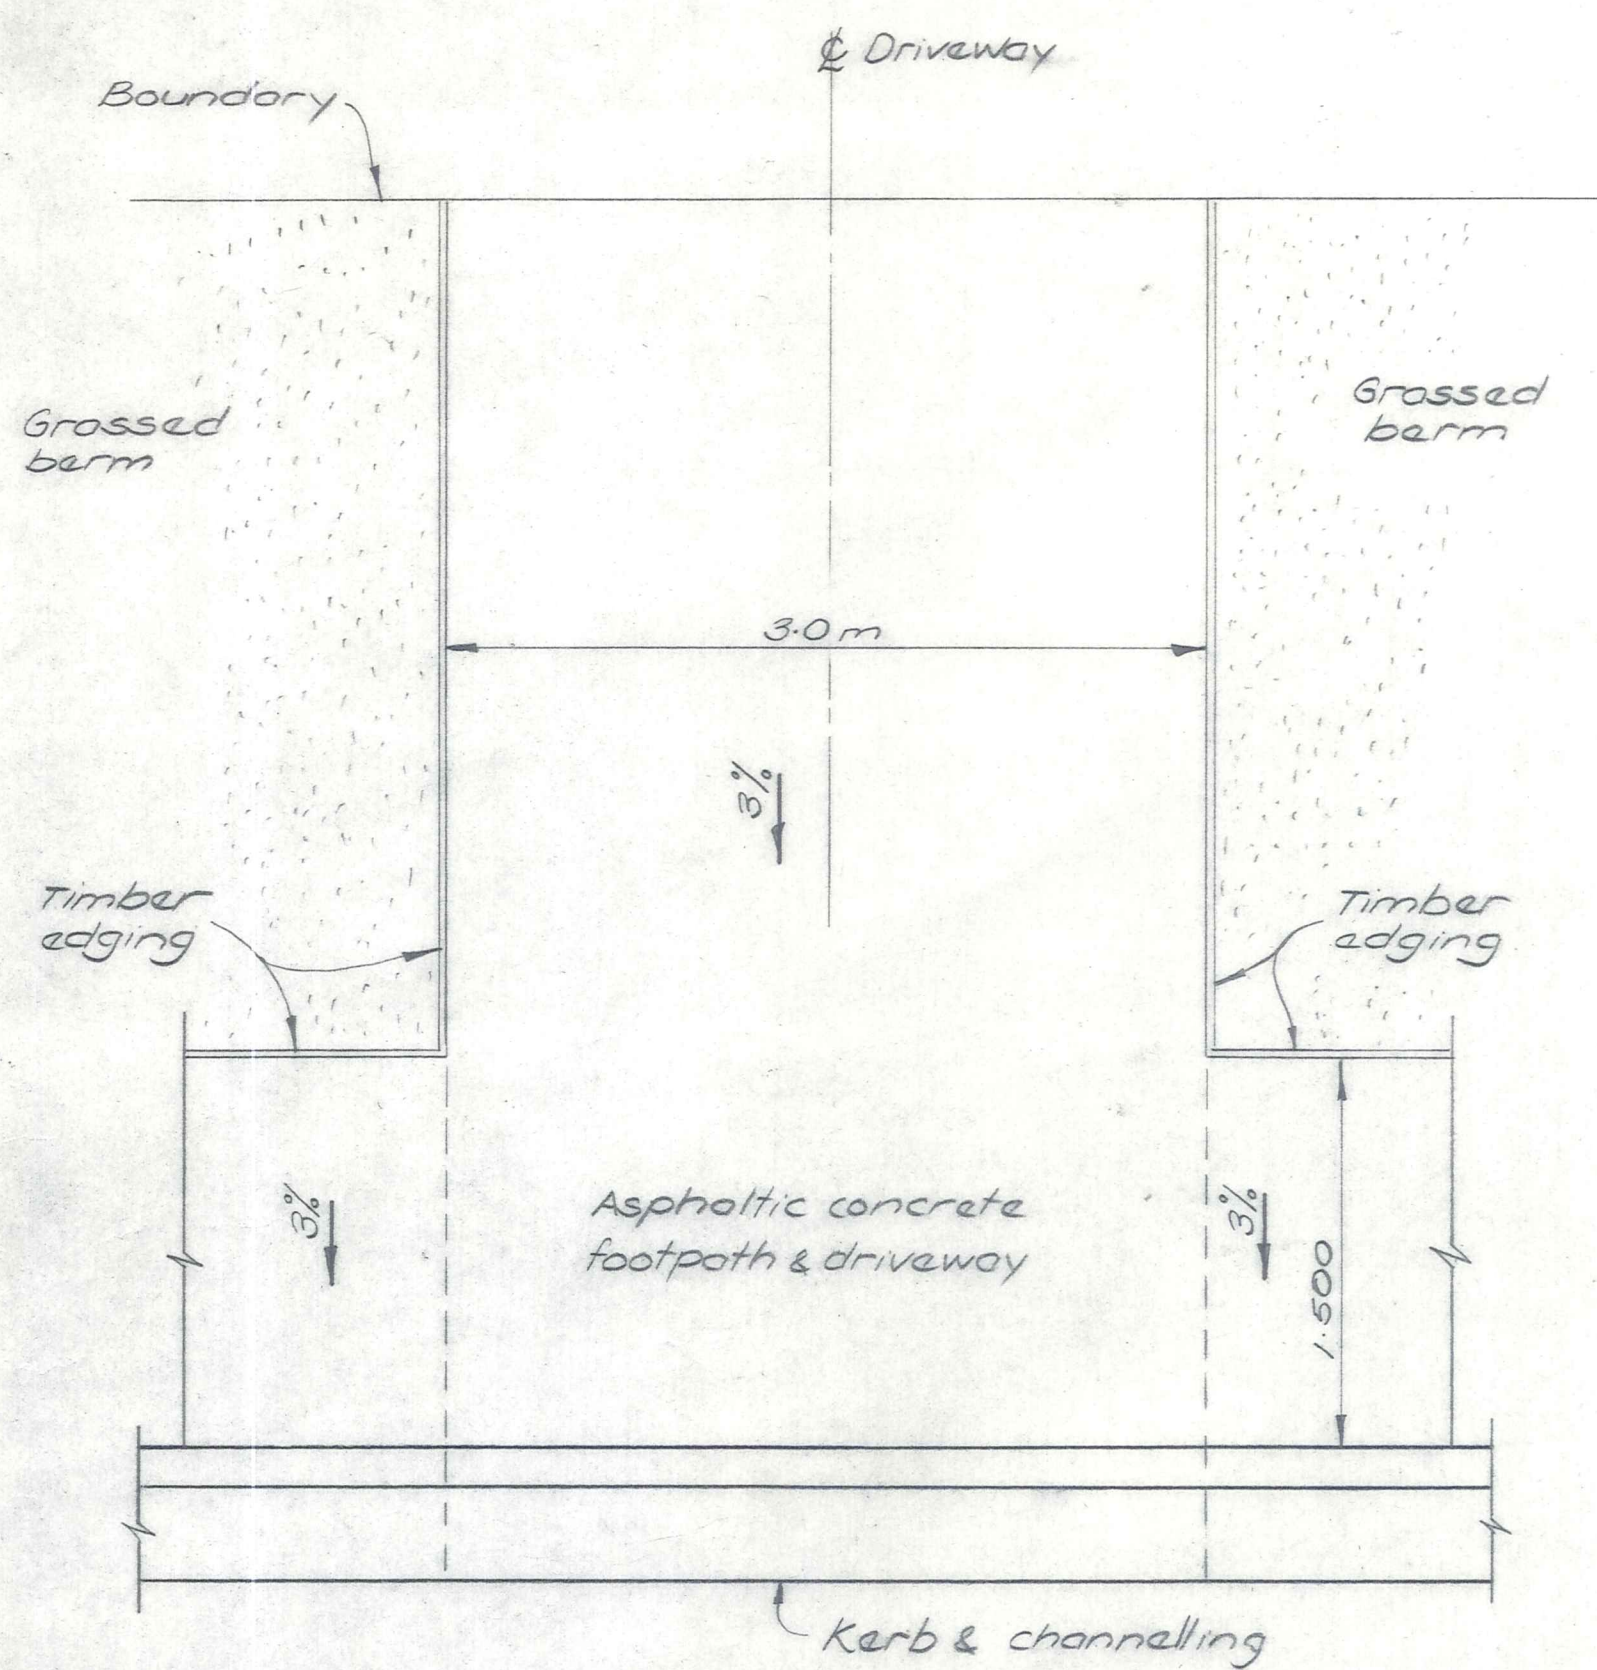 ℄ Driveway
Boundary
Grassed
berm
Grassed
berm
3.0m
3%
Timber
edging
Timber
edging
3%
Asphaltic concrete
footpath & driveway
3%
1.500
Kerb & channelling